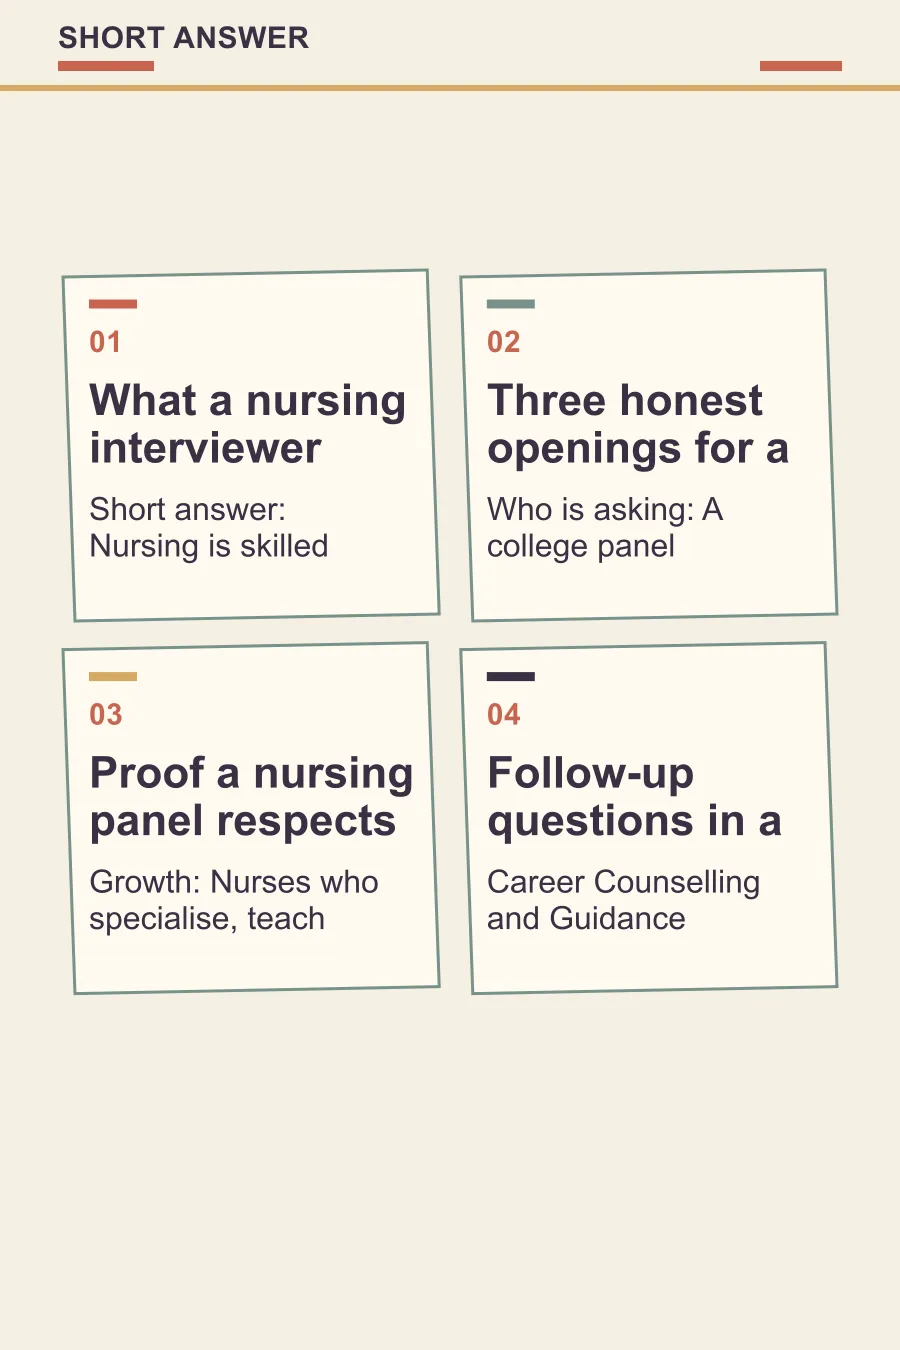 SHORT ANSWER
01
What a nursing
interviewer
Short answer:
Nursing is skilled
02
Three honest
openings for a
Who is asking: A
college panel
03
Proof a nursing
panel respects
Growth: Nurses who
specialise, teach
04
Follow-up
questions in a
Career Counselling
and Guidance